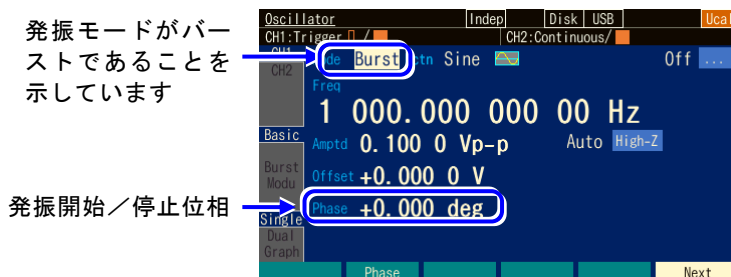 発振モードがバー
ストであることを
示しています
発振開始／停止位相
Oscillator Indep Disk USB Ucal
CH1:Trigger / CH2:Continuous/
CH1
CH2
Burst Fctn Sine Off ...
Freq
1 000.000 000 00 Hz
Basic
Amptd 0.100 0 Vp-p Auto High-Z
Burst
Modu
Offset +0.000 0 V
Phase +0.000 deg
Single
Dual
Graph
Phase Next